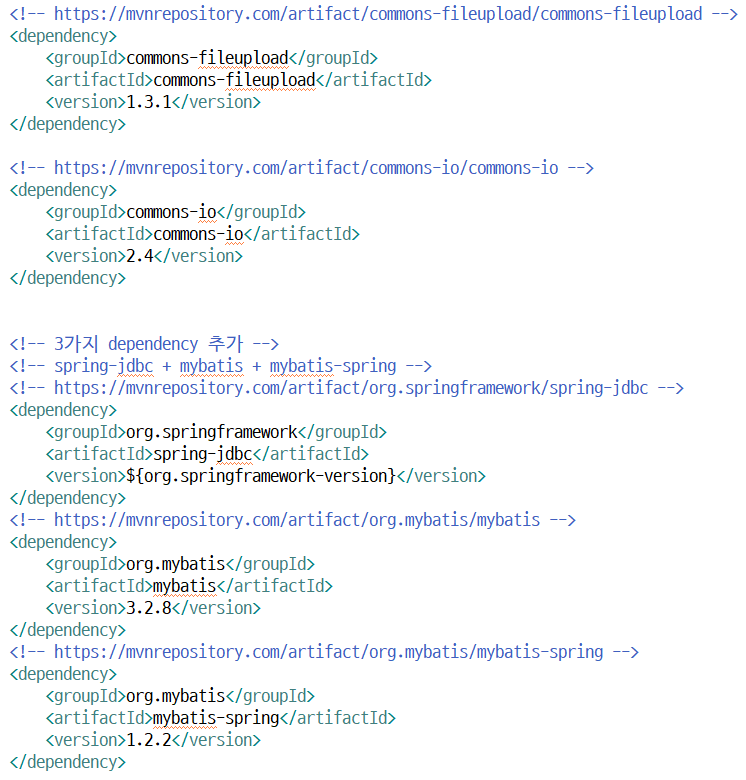 <!-- https://mvnrepository.com/artifact/commons-fileupload/commons-fileupload -->
<dependency>
    <groupId>commons-fileupload</groupId>
    <artifactId>commons-fileupload</artifactId>
    <version>1.3.1</version>
</dependency>

<!-- https://mvnrepository.com/artifact/commons-io/commons-io -->
<dependency>
    <groupId>commons-io</groupId>
    <artifactId>commons-io</artifactId>
    <version>2.4</version>
</dependency>

<!-- 3가지 dependency 추가 -->
<!-- spring-jdbc + mybatis + mybatis-spring -->
<!-- https://mvnrepository.com/artifact/org.springframework/spring-jdbc -->
<dependency>
    <groupId>org.springframework</groupId>
    <artifactId>spring-jdbc</artifactId>
    <version>${org.springframework-version}</version>
</dependency>
<!-- https://mvnrepository.com/artifact/org.mybatis/mybatis -->
<dependency>
    <groupId>org.mybatis</groupId>
    <artifactId>mybatis</artifactId>
    <version>3.2.8</version>
</dependency>
<!-- https://mvnrepository.com/artifact/org.mybatis/mybatis-spring -->
<dependency>
    <groupId>org.mybatis</groupId>
    <artifactId>mybatis-spring</artifactId>
    <version>1.2.2</version>
</dependency>